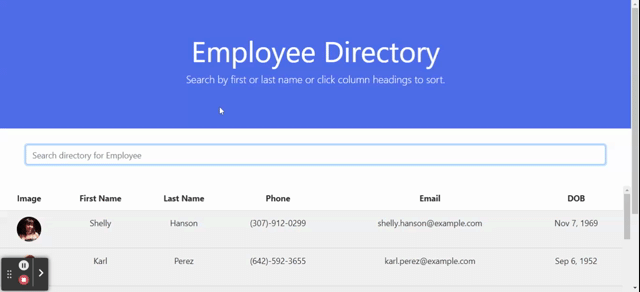 Employee Directory
Search by first or last name or click column headings to sort.
Search directory for Employee
Image First Name Last Name Phone Email DOB
Shelly Hanson (307)-912-0299 shelly.hanson@example.com Nov 7, 1969
Karl Perez (642)-592-3655 karl.perez@example.com Sep 6, 1952